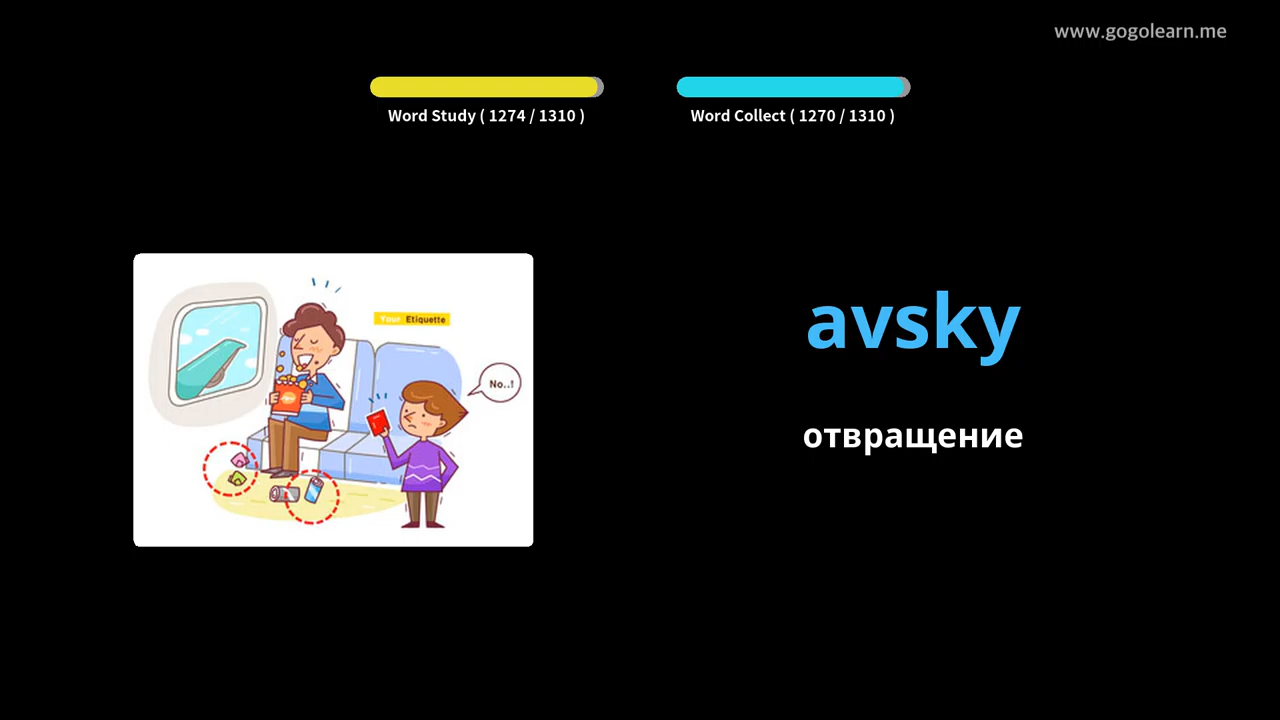 www.gogolearn.me
Word Study ( 1274 / 1310 )
Word Collect ( 1270 / 1310 )
Your Etiquette
No..!
avsky
отвращение